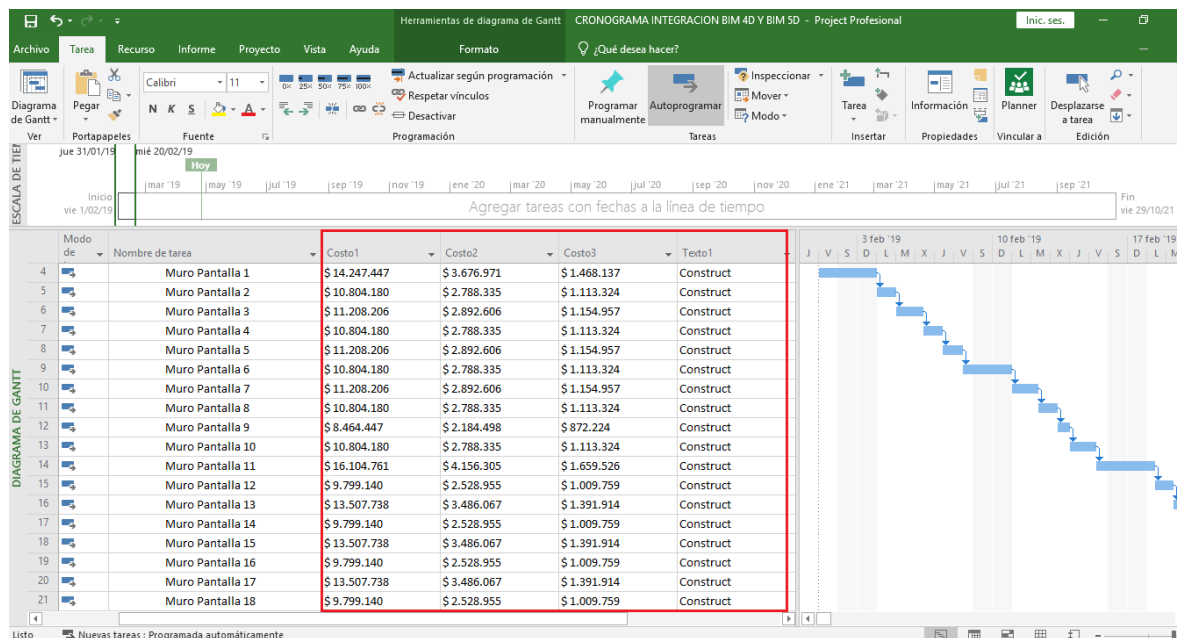 Herramientas de diagrama de Gantt CRONOGRAMA INTEGRACION BIM 4D Y BIM 5D - Project Profesional Inic. ses.
Archivo Tarea Recurso Informe Proyecto Vista Ayuda Formato ¿Qué desea hacer?
Calibri 11 0× 25× 50× 75× 100× Actualizar según programación Inspeccionar
Respetar vínculos Mover
Diagrama de Gantt Pegar N K S A Desactivar Programar manualmente Autoprogramar Modo Tarea Información Planner Desplazarse a tarea
Ver Portapapeles Fuente Programación Tareas Insertar Propiedades Vincular a Edición
jue 31/01/19 mié 20/02/19
Hoy
mar '19 may '19 jul '19 sep '19 nov '19 ene '20 mar '20 may '20 jul '20 sep '20 nov '20 ene '21 mar '21 may '21 jul '21 sep '21
Inicio Fin
vie 1/02/19 Agregar tareas con fechas a la línea de tiempo vie 29/10/21
Modo de Nombre de tarea Costo1 Costo2 Costo3 Texto1
3 feb '19 10 feb '19 17 feb '19
J V S D L M X J V S D L M X J V S D L M
4 Muro Pantalla 1 $ 14.247.447 $ 3.676.971 $ 1.468.137 Construct
5 Muro Pantalla 2 $ 10.804.180 $ 2.788.335 $ 1.113.324 Construct
6 Muro Pantalla 3 $ 11.208.206 $ 2.892.606 $ 1.154.957 Construct
7 Muro Pantalla 4 $ 10.804.180 $ 2.788.335 $ 1.113.324 Construct
8 Muro Pantalla 5 $ 11.208.206 $ 2.892.606 $ 1.154.957 Construct
9 Muro Pantalla 6 $ 10.804.180 $ 2.788.335 $ 1.113.324 Construct
10 Muro Pantalla 7 $ 11.208.206 $ 2.892.606 $ 1.154.957 Construct
11 Muro Pantalla 8 $ 10.804.180 $ 2.788.335 $ 1.113.324 Construct
12 Muro Pantalla 9 $ 8.464.447 $ 2.184.498 $ 872.224 Construct
13 Muro Pantalla 10 $ 10.804.180 $ 2.788.335 $ 1.113.324 Construct
14 Muro Pantalla 11 $ 16.104.761 $ 4.156.305 $ 1.659.526 Construct
15 Muro Pantalla 12 $ 9.799.140 $ 2.528.955 $ 1.009.759 Construct
16 Muro Pantalla 13 $ 13.507.738 $ 3.486.067 $ 1.391.914 Construct
17 Muro Pantalla 14 $ 9.799.140 $ 2.528.955 $ 1.009.759 Construct
18 Muro Pantalla 15 $ 13.507.738 $ 3.486.067 $ 1.391.914 Construct
19 Muro Pantalla 16 $ 9.799.140 $ 2.528.955 $ 1.009.759 Construct
20 Muro Pantalla 17 $ 13.507.738 $ 3.486.067 $ 1.391.914 Construct
21 Muro Pantalla 18 $ 9.799.140 $ 2.528.955 $ 1.009.759 Construct
DIAGRAMA DE GANTT
Listo Nuevas tareas : Programada automáticamente